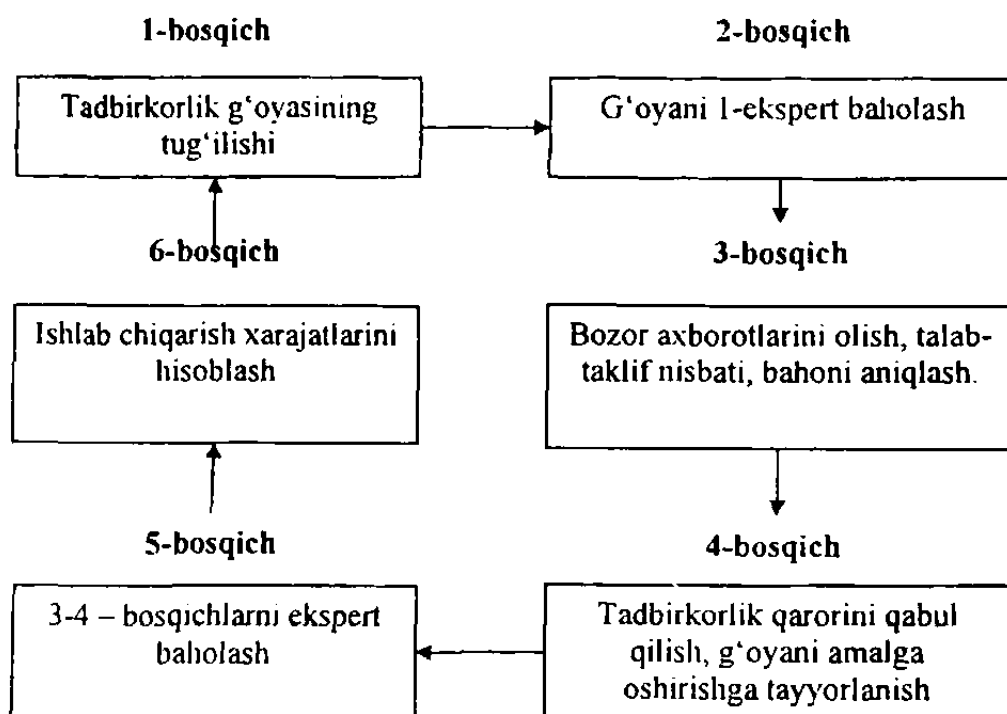 1-bosqich
Tadbirkorlik g‘oyasining
tug‘ilishi
2-bosqich
G‘oyani 1-ekspert baholash
3-bosqich
Bozor axborotlarini olish, talab-
taklif nisbati, bahoni aniqlash.
4-bosqich
Tadbirkorlik qarorini qabul
qilish, g‘oyani amalga
oshirishga tayyorlanish
5-bosqich
3-4 – bosqichlarni ekspert
baholash
6-bosqich
Ishlab chiqarish xarajatlarini
hisoblash